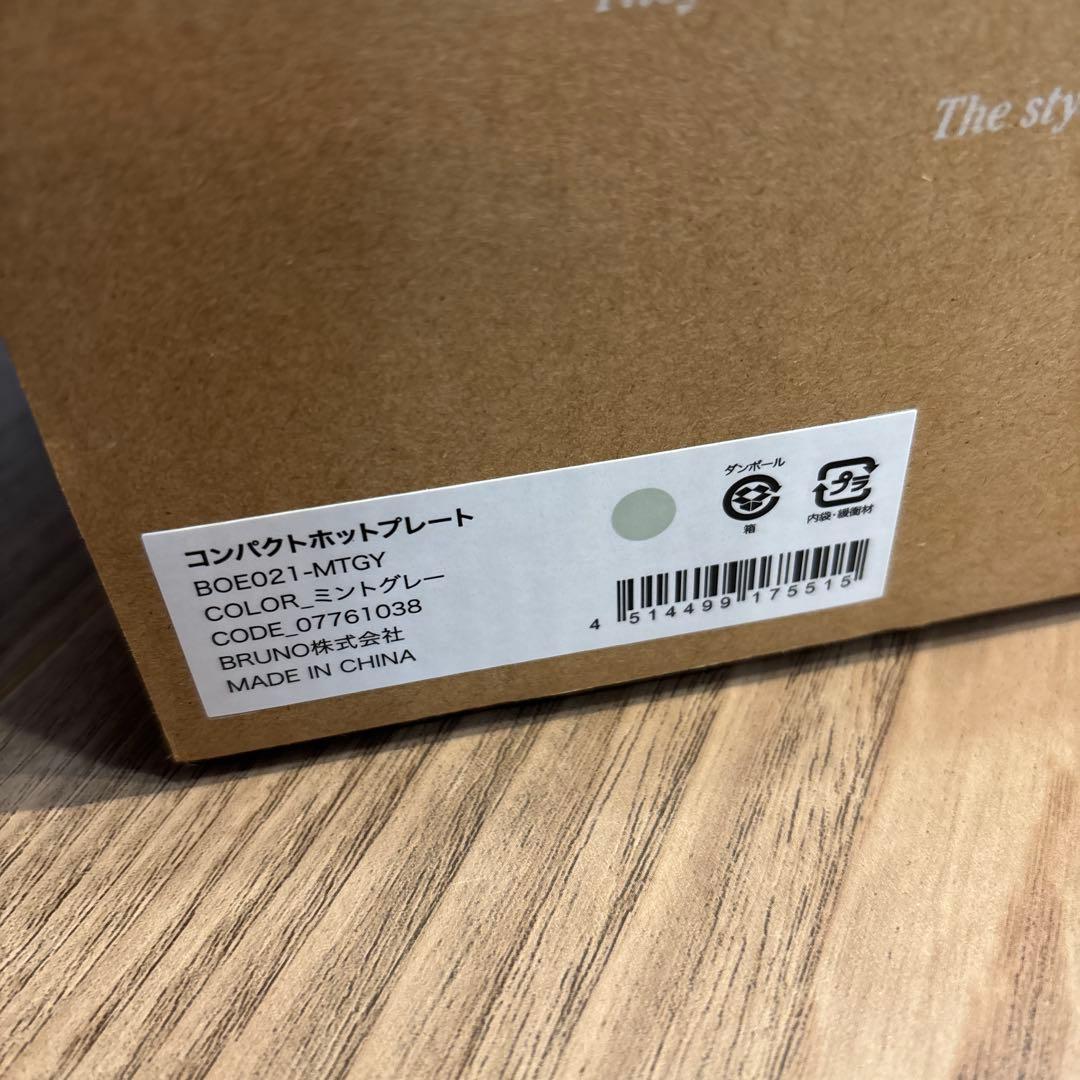 The sty
コンパクトホットプレート
BOE021-MTGY
COLOR_ミントグレー
CODE_07761038
BRUNO株式会社
MADE IN CHINA
ダンボール
箱
プラ
内袋・緩衝材
4 514499 175515